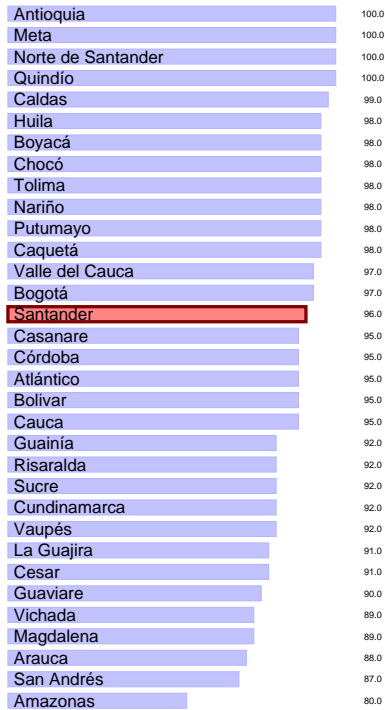 Antioquia 100.0
Meta 100.0
Norte de Santander 100.0
Quindío 100.0
Caldas 99.0
Huila 98.0
Boyacá 98.0
Chocó 98.0
Tolima 98.0
Nariño 98.0
Putumayo 98.0
Caquetá 98.0
Valle del Cauca 97.0
Bogotá 97.0
Santander 96.0
Casanare 95.0
Córdoba 95.0
Atlántico 95.0
Bolivar 95.0
Cauca 95.0
Guainía 92.0
Risaralda 92.0
Sucre 92.0
Cundinamarca 92.0
Vaupés 92.0
La Guajira 91.0
Cesar 91.0
Guaviare 90.0
Vichada 89.0
Magdalena 89.0
Arauca 88.0
San Andrés 87.0
Amazonas 80.0